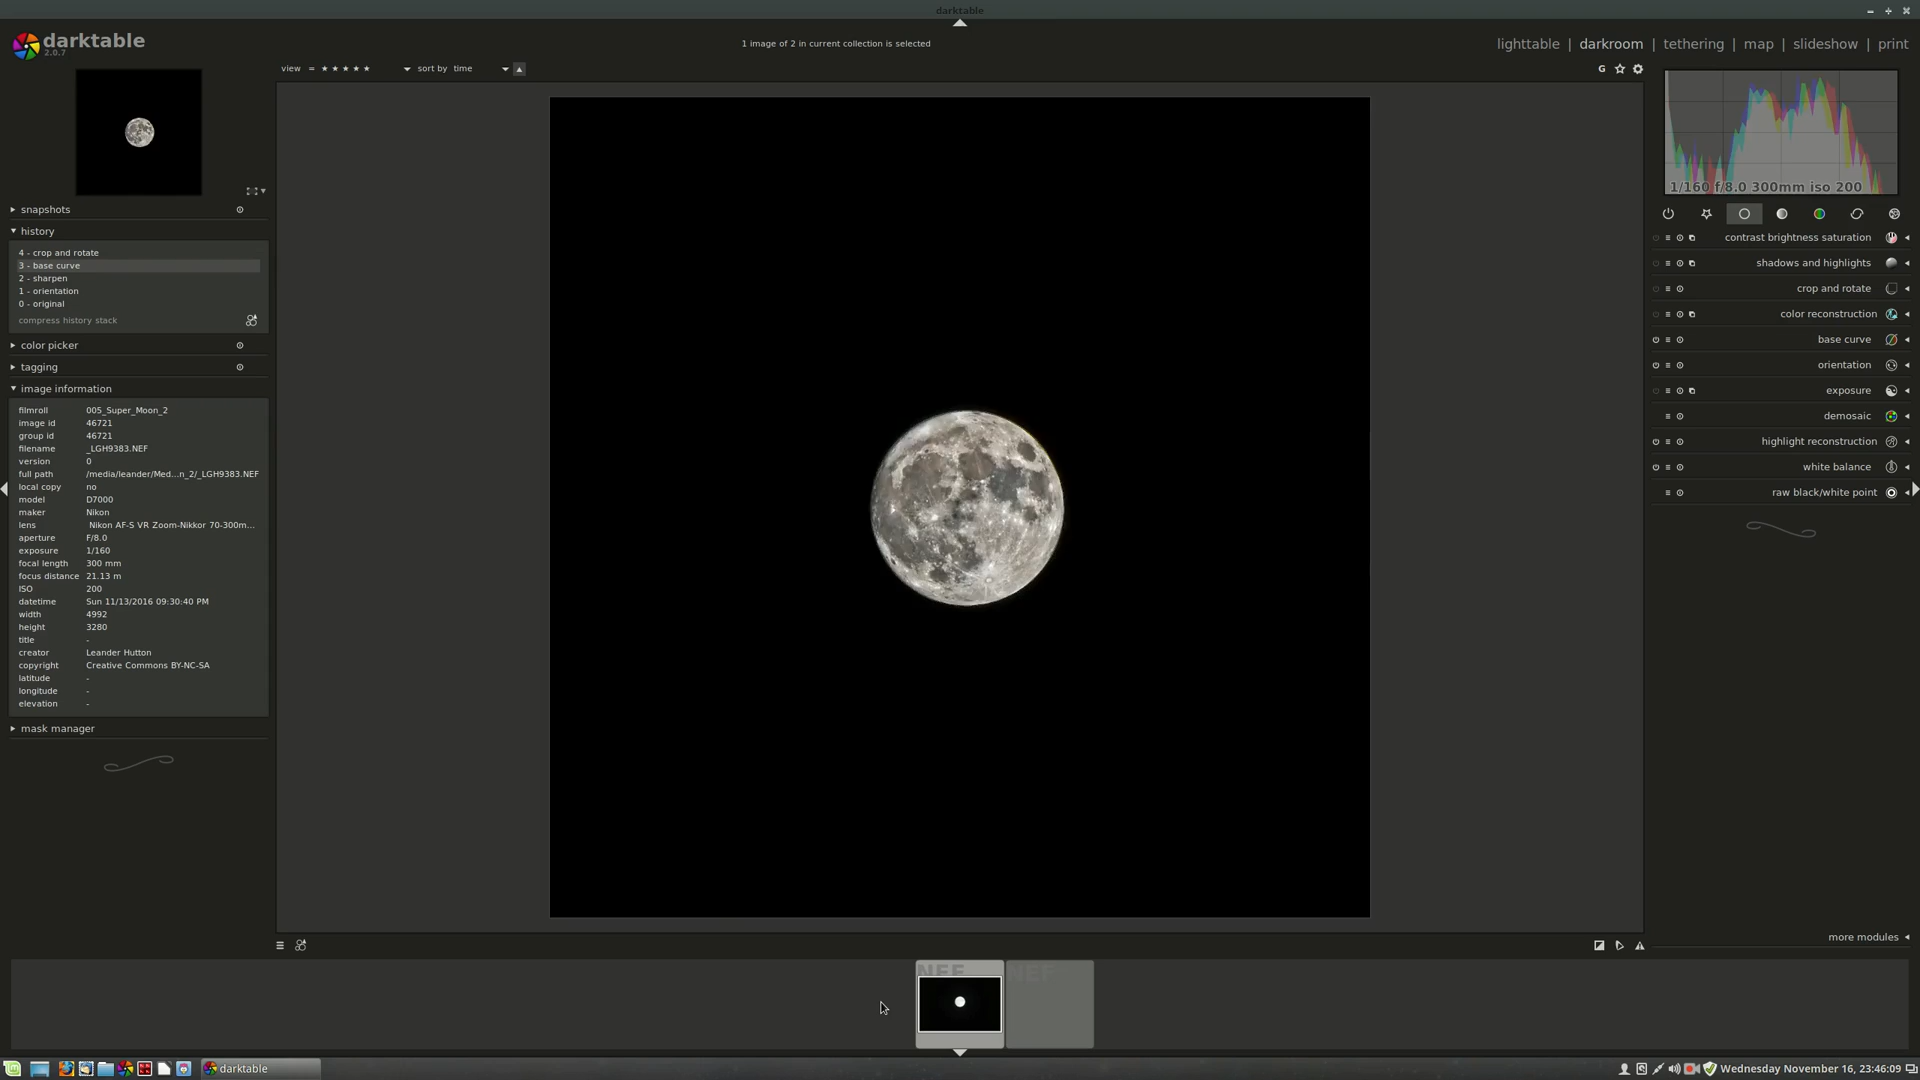 darktable
darktable
2.0.7
1 image of 2 in current collection is selected
lighttable | darkroom | tethering | map | slideshow | print
view = ★ ★ ★ ★ ★ sort by time
G
1/160 f/8.0 300mm iso 200
snapshots
history
4 - crop and rotate
3 - base curve
2 - sharpen
1 - orientation
0 - original
compress history stack
color picker
tagging
image information
filmroll 005_Super_Moon_2
image id 46721
group id 46721
filename _LGH9383.NEF
version 0
full path /media/leander/Med...n_2/_LGH9383.NEF
local copy no
model D7000
maker Nikon
lens Nikon AF-S VR Zoom-Nikkor 70-300m...
aperture F/8.0
exposure 1/160
focal length 300 mm
focus distance 21.13 m
ISO 200
datetime Sun 11/13/2016 09:30:40 PM
width 4992
height 3280
title -
creator Leander Hutton
copyright Creative Commons BY-NC-SA
latitude -
longitude -
elevation -
mask manager
contrast brightness saturation
shadows and highlights
crop and rotate
color reconstruction
base curve
orientation
exposure
demosaic
highlight reconstruction
white balance
raw black/white point
more modules
NEF
NEF
darktable
Wednesday November 16, 23:46:09